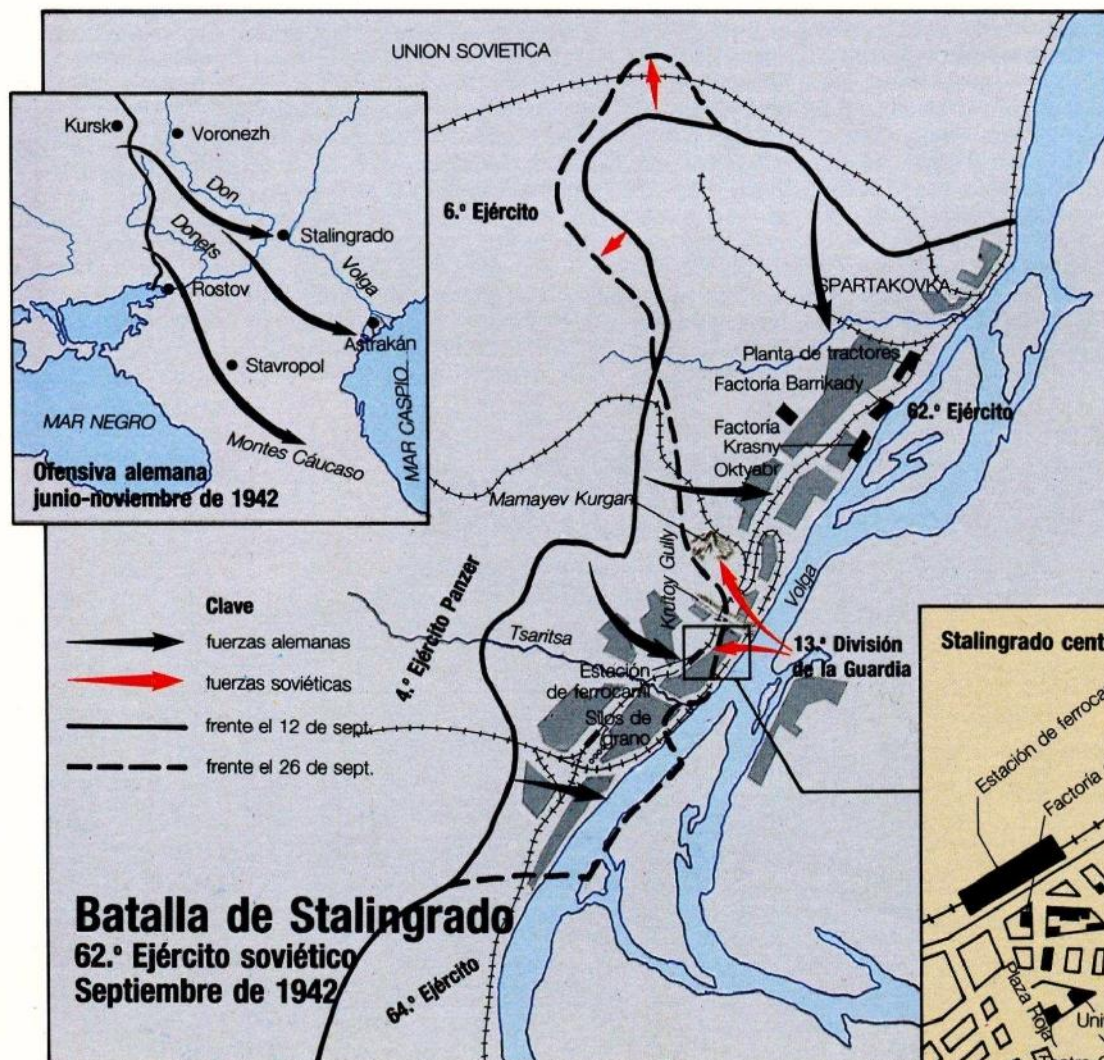 UNION SOVIETICA
Kursk
Voronezh
Don
Donets
Stalingrado
Volga
Rostov
Astrakán
Stavropol
MAR CASPIO
MAR NEGRO
Montes Cáucaso
Ofensiva alemana
junio-noviembre de 1942
6.º Ejército
SPARTAKOVKA
Planta de tractores
Factoría Barrikady
62.º Ejército
Factoría
Krasny
Oktyabr
Mamayev Kurgan
Krutoy Gully
Volga
Clave
fuerzas alemanas
fuerzas soviéticas
frente el 12 de sept.
frente el 26 de sept.
4.º Ejército Panzer
Tsaritsa
Estación
de ferrocarril
Silos de
grano
13.ª División
de la Guardia
Batalla de Stalingrado
62.º Ejército soviético
Septiembre de 1942
64.º Ejército
Stalingrado cent
Estación de ferroca
Factoría
Plaza Roja
Uni